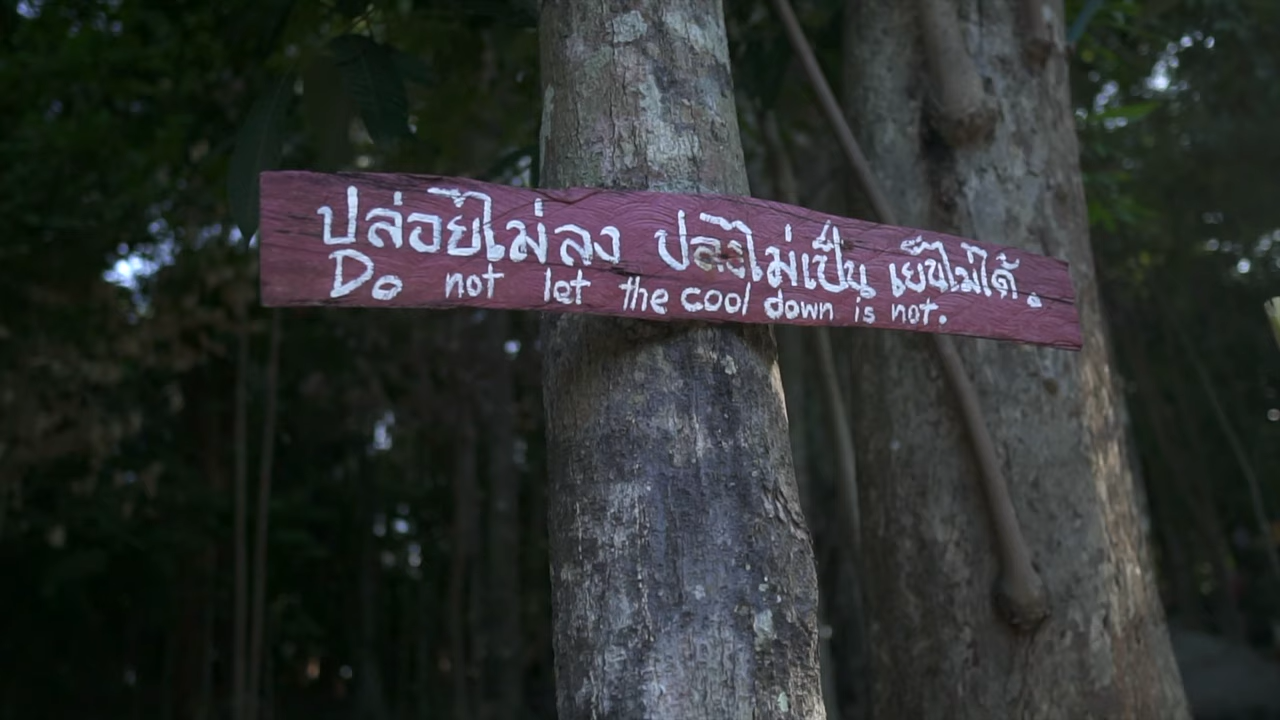 ปล่อยไม่ลง ปลงไม่เป็น เย็นไม่ได้.
Do not let the cool down is not.